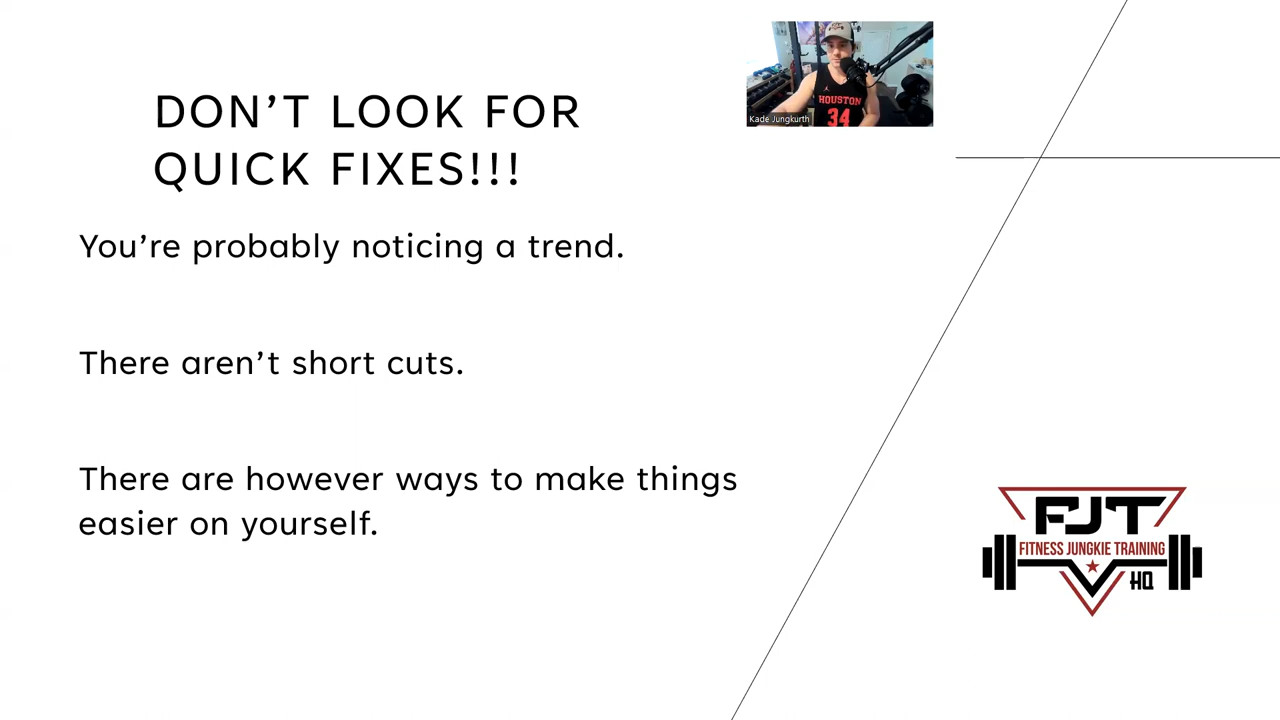 DON’T LOOK FOR
QUICK FIXES!!!
You’re probably noticing a trend.
There aren’t short cuts.
There are however ways to make things
easier on yourself.
HOUSTON
34
Kade Jungkurth
FJT
FITNESS JUNGKIE TRAINING
HQ